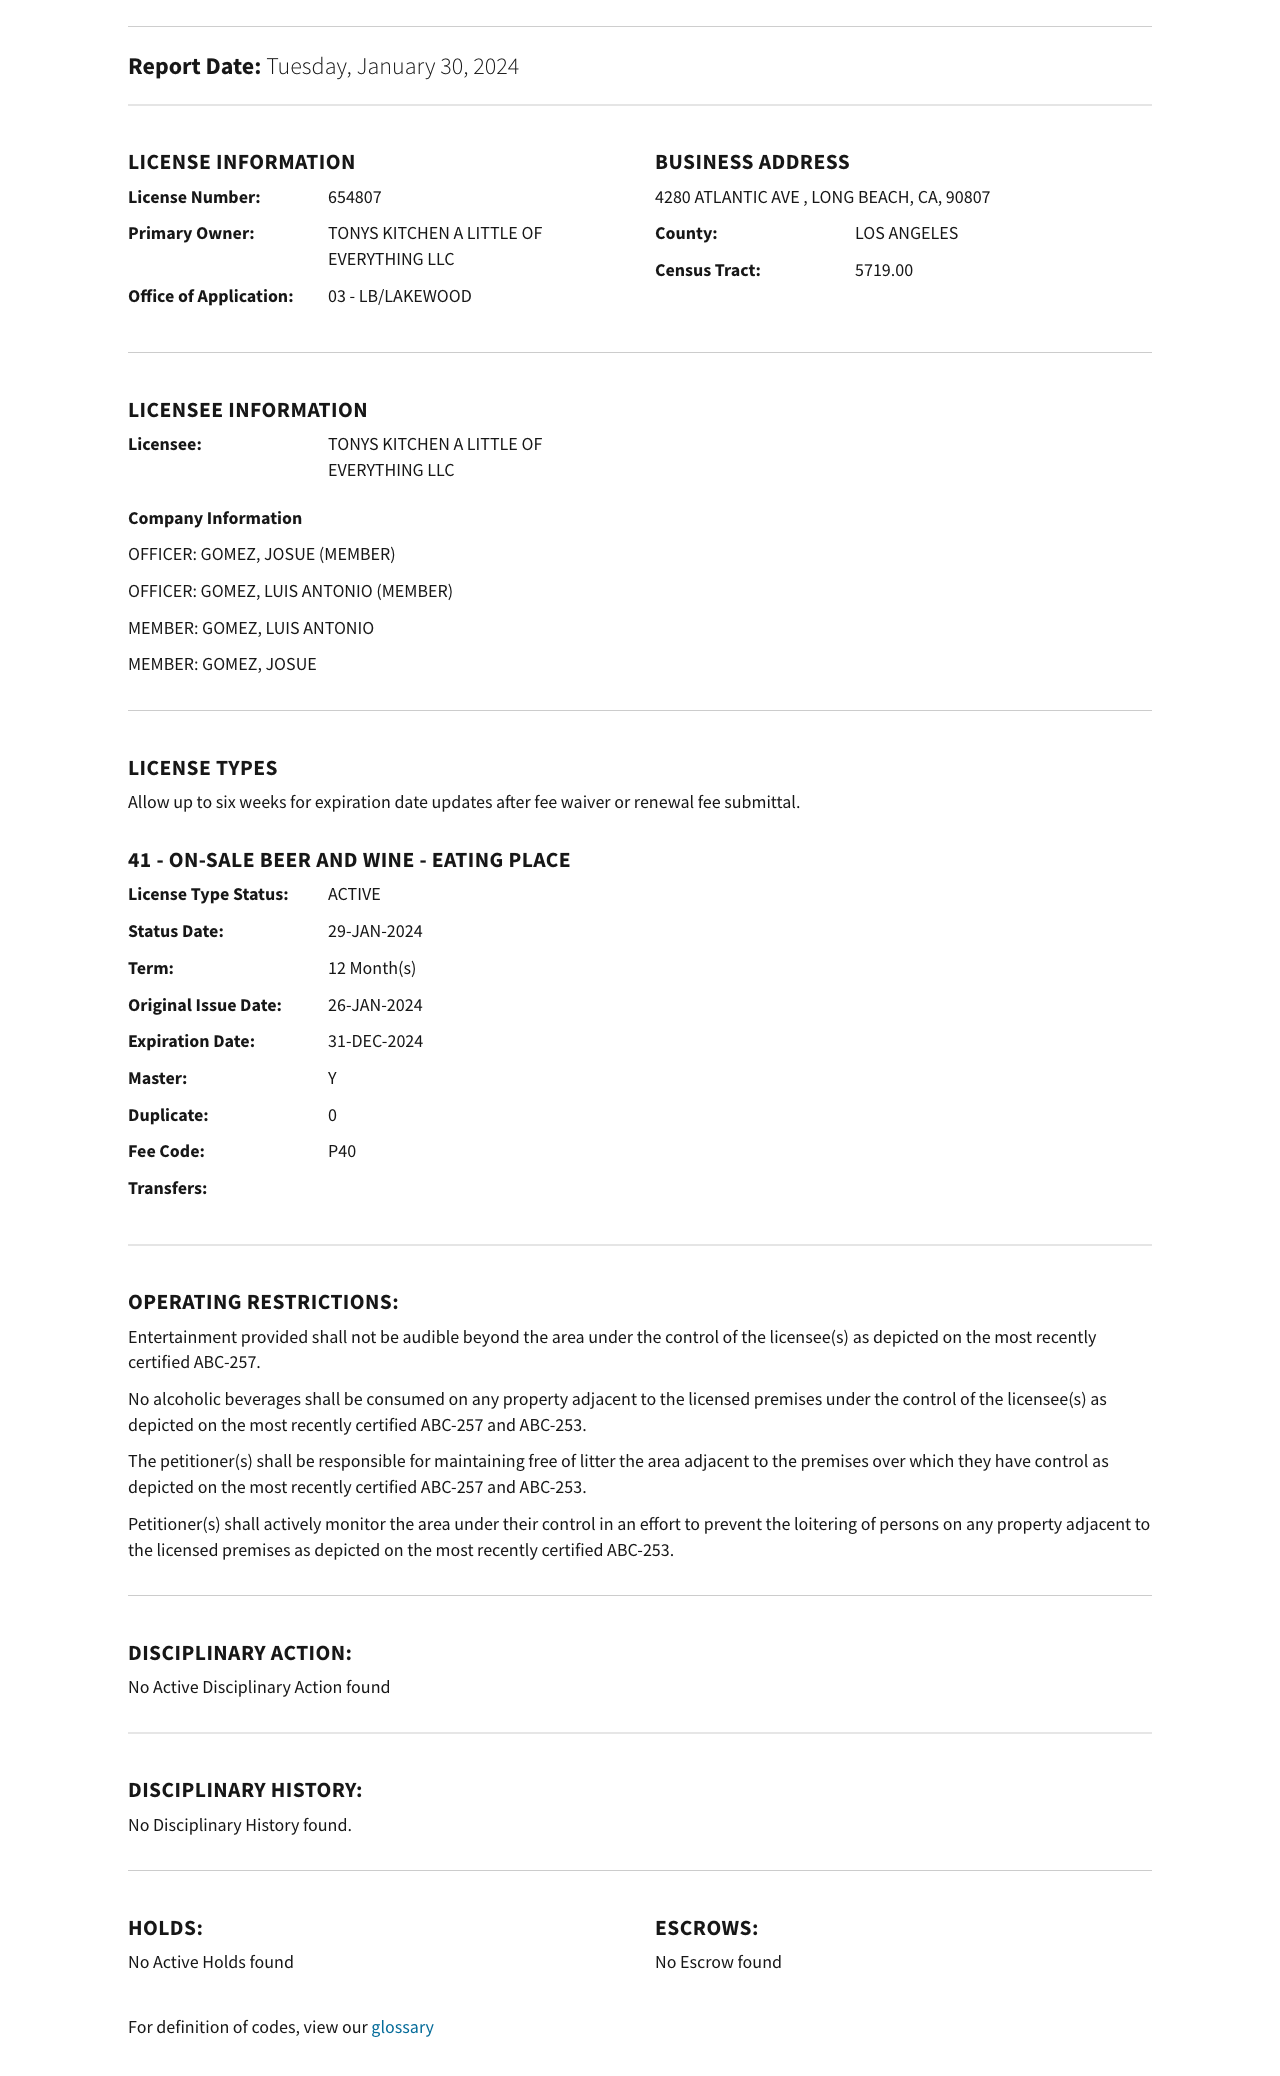 Report Date: Tuesday, January 30, 2024
LICENSE INFORMATION
License Number: 654807
Primary Owner: TONYS KITCHEN A LITTLE OF
EVERYTHING LLC
Office of Application: 03 - LB/LAKEWOOD
BUSINESS ADDRESS
4280 ATLANTIC AVE , LONG BEACH, CA, 90807
County: LOS ANGELES
Census Tract: 5719.00
LICENSEE INFORMATION
Licensee: TONYS KITCHEN A LITTLE OF
EVERYTHING LLC
Company Information
OFFICER: GOMEZ, JOSUE (MEMBER)
OFFICER: GOMEZ, LUIS ANTONIO (MEMBER)
MEMBER: GOMEZ, LUIS ANTONIO
MEMBER: GOMEZ, JOSUE
LICENSE TYPES
Allow up to six weeks for expiration date updates after fee waiver or renewal fee submittal.
41 - ON-SALE BEER AND WINE - EATING PLACE
License Type Status: ACTIVE
Status Date: 29-JAN-2024
Term: 12 Month(s)
Original Issue Date: 26-JAN-2024
Expiration Date: 31-DEC-2024
Master: Y
Duplicate: 0
Fee Code: P40
Transfers:
OPERATING RESTRICTIONS:
Entertainment provided shall not be audible beyond the area under the control of the licensee(s) as depicted on the most recently
certified ABC-257.
No alcoholic beverages shall be consumed on any property adjacent to the licensed premises under the control of the licensee(s) as
depicted on the most recently certified ABC-257 and ABC-253.
The petitioner(s) shall be responsible for maintaining free of litter the area adjacent to the premises over which they have control as
depicted on the most recently certified ABC-257 and ABC-253.
Petitioner(s) shall actively monitor the area under their control in an effort to prevent the loitering of persons on any property adjacent to
the licensed premises as depicted on the most recently certified ABC-253.
DISCIPLINARY ACTION:
No Active Disciplinary Action found
DISCIPLINARY HISTORY:
No Disciplinary History found.
HOLDS:
No Active Holds found
ESCROWS:
No Escrow found
For definition of codes, view our glossary